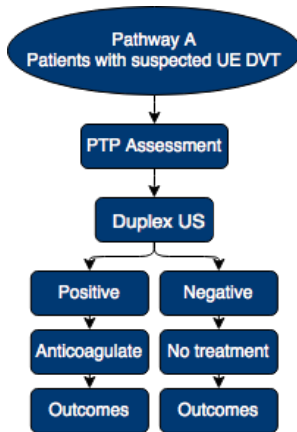 Pathway A
Patients with suspected UE DVT
PTP Assessment
Duplex US
Positive
Negative
Anticoagulate
No treatment
Outcomes
Outcomes